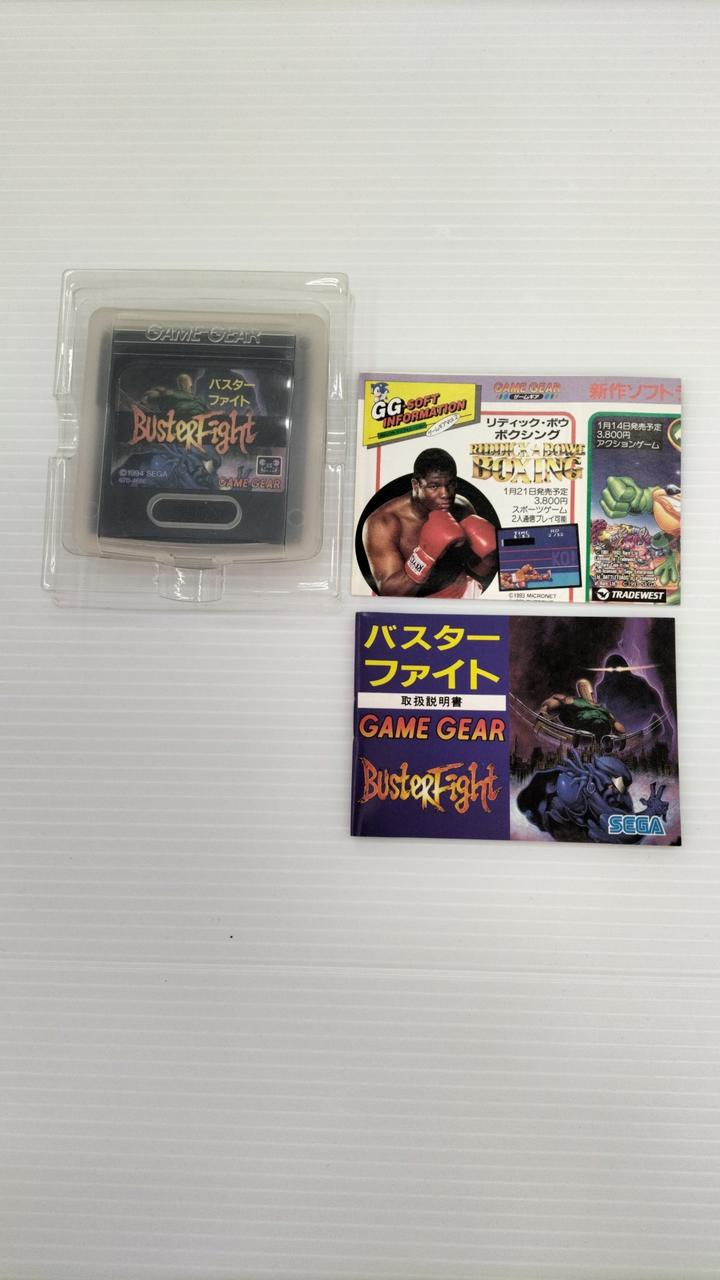 GAME GEAR
バスター
ファイト
BusterFight
©1994 SEGA
GAME GEAR
GG-SOFT
INFORMATION
GAME GEAR
ゲームギア
新作ソフト
リディック・ボウ
ボクシング
RIDDICK BOWE
BOXING
1月21日発売予定
3.800円
スポーツゲーム
2人通信プレイ可能
©1993 MICRONET
1月14日発売予定
3.800円
アクションゲーム
TRADEWEST
バスター
ファイト
取扱説明書
GAME GEAR
BusterFight
SEGA